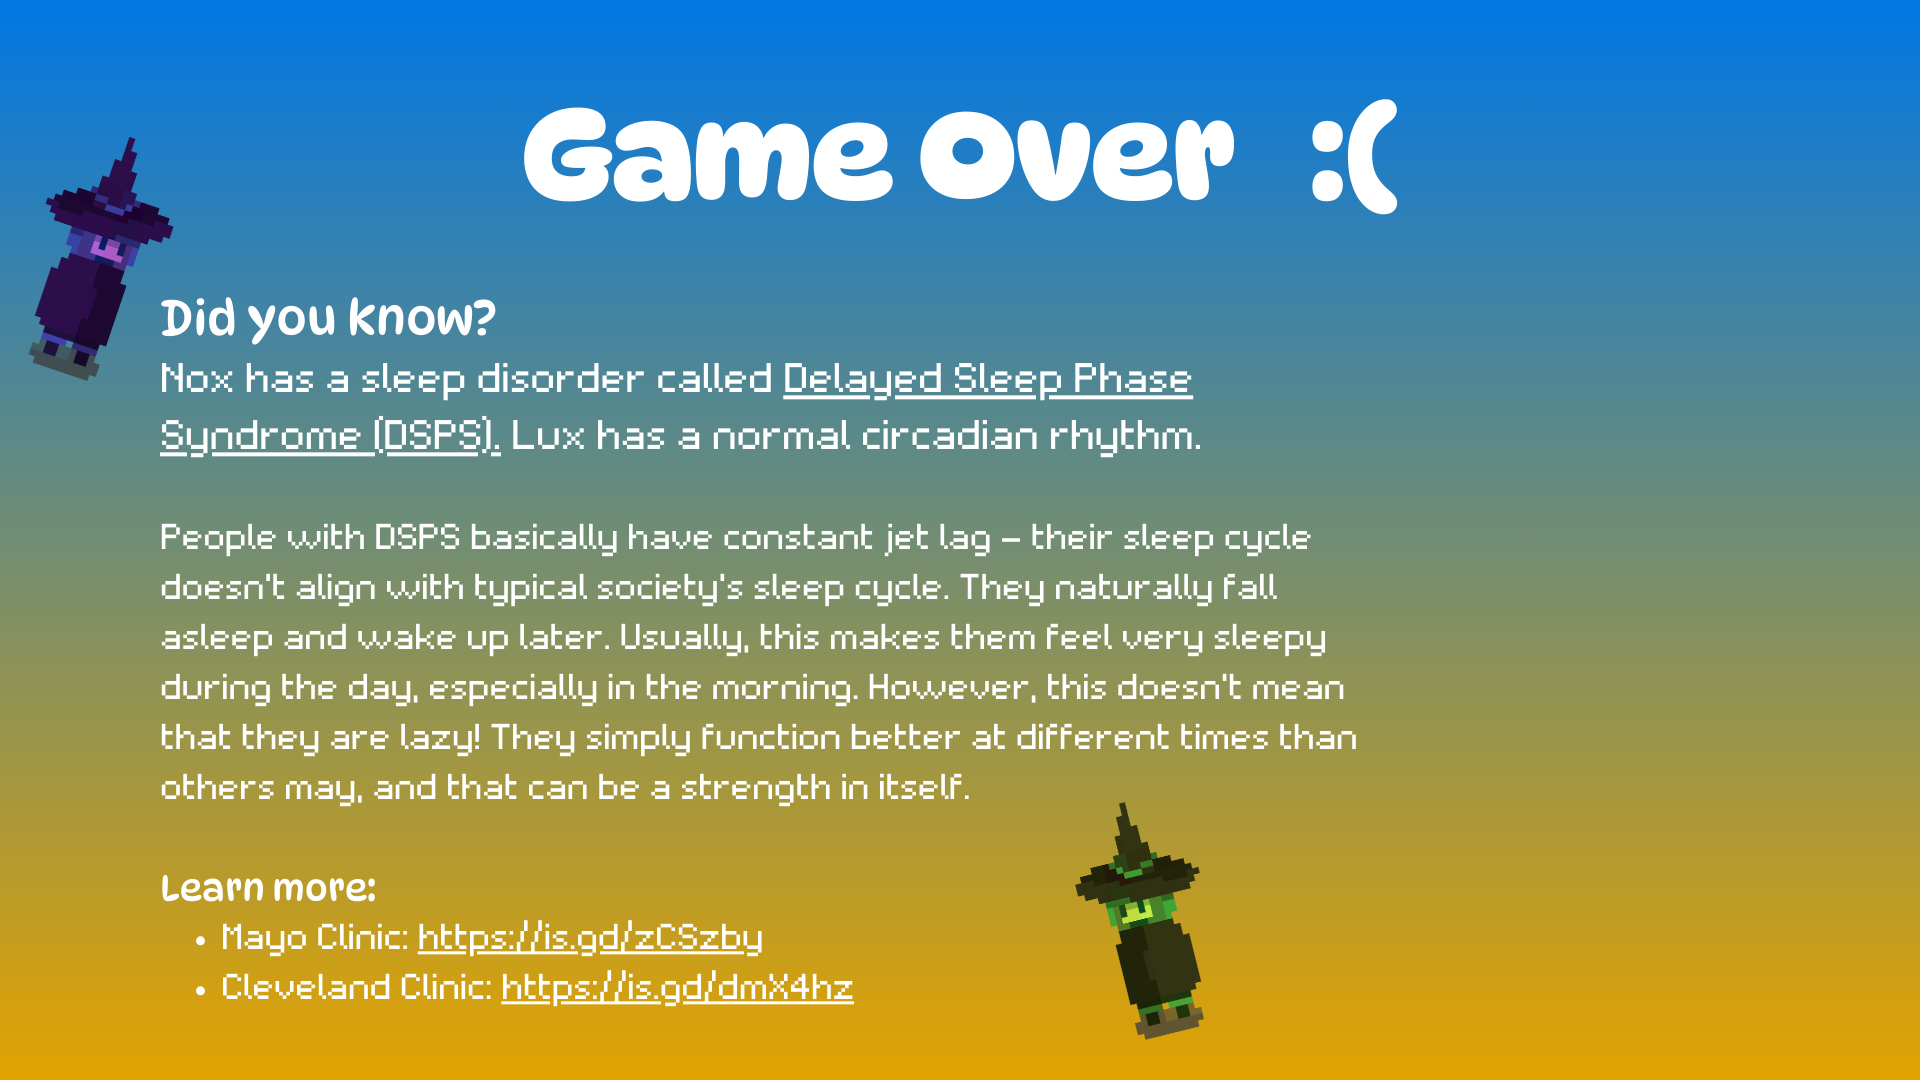 Game Over :(
Did you know?
Nox has a sleep disorder called Delayed Sleep Phase
Syndrome (DSPS). Lux has a normal circadian rhythm.
People with DSPS basically have constant jet lag – their sleep cycle
doesn't align with typical society's sleep cycle. They naturally fall
asleep and wake up later. Usually, this makes them feel very sleepy
during the day, especially in the morning. However, this doesn't mean
that they are lazy! They simply function better at different times than
others may, and that can be a strength in itself.
Learn more:
• Mayo Clinic: https://is.gd/zCSzby
• Cleveland Clinic: https://is.gd/dmX4hz